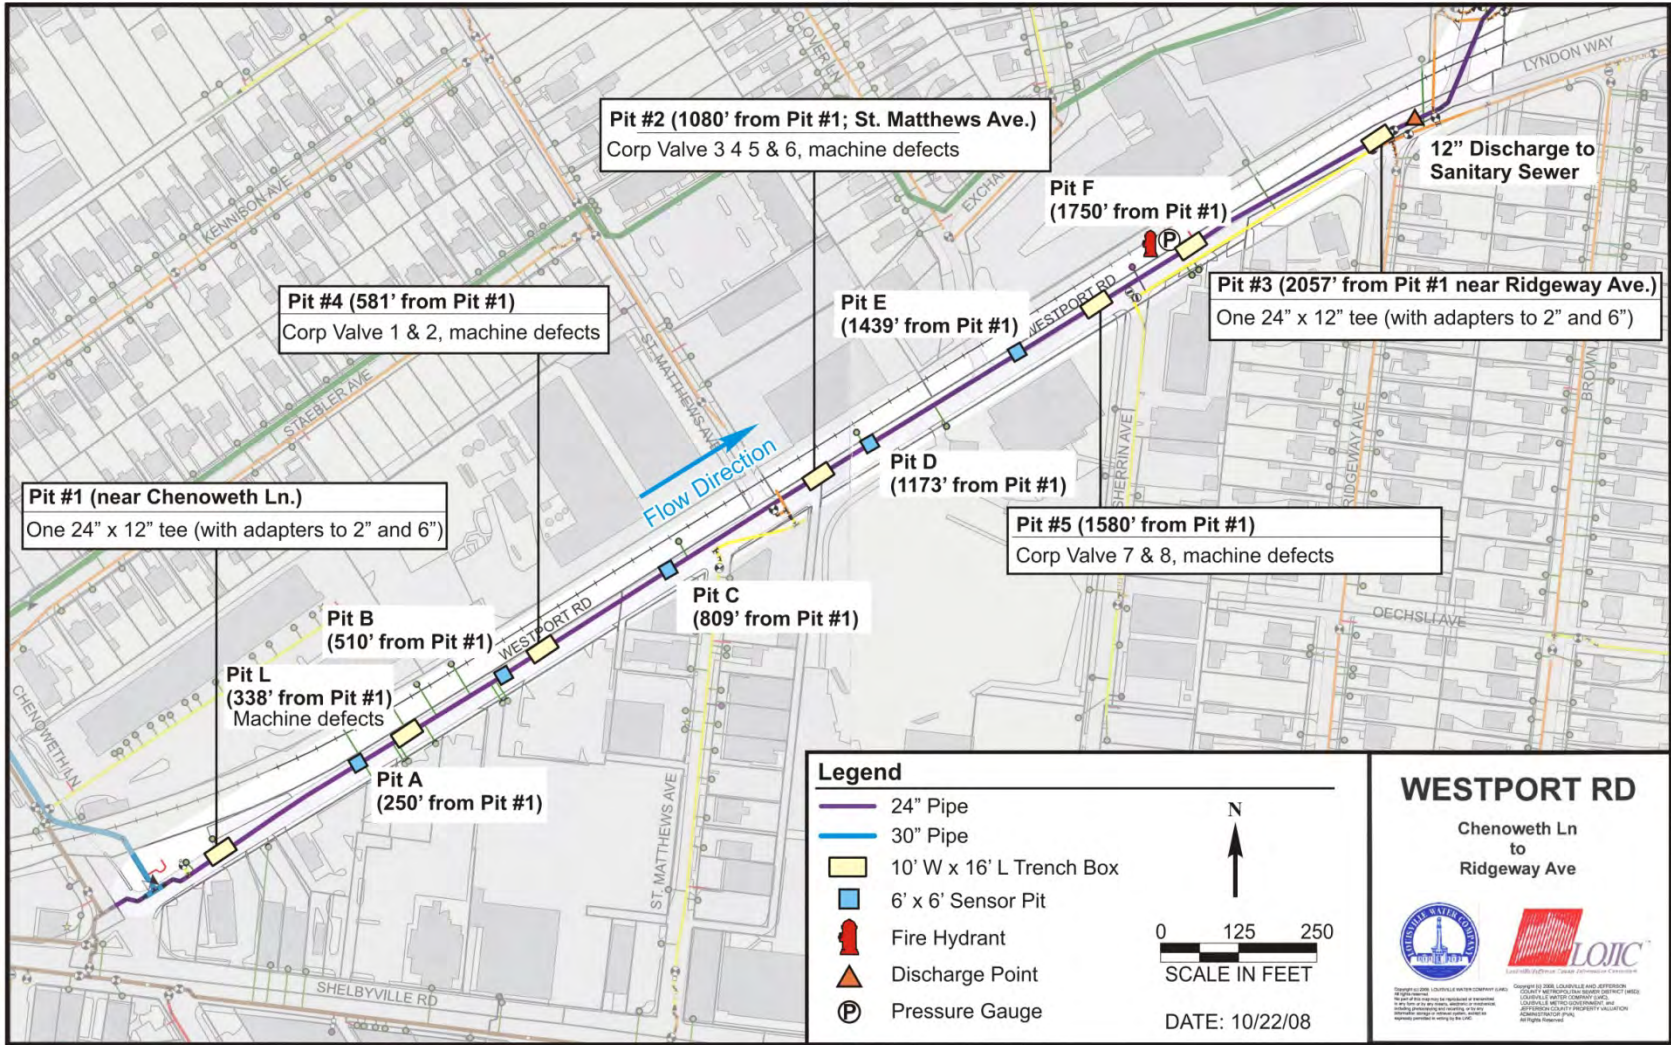 CLOVER LN
LYNDON WAY
Pit #2 (1080’ from Pit #1; St. Matthews Ave.)
Corp Valve 3 4 5 & 6, machine defects
12” Discharge to
Sanitary Sewer
KENNISON AVE
Pit F
(1750’ from Pit #1)
P
Pit #4 (581’ from Pit #1)
Corp Valve 1 & 2, machine defects
Pit E
(1439’ from Pit #1)
WESTPORT RD
Pit #3 (2057’ from Pit #1 near Ridgeway Ave.)
One 24” x 12” tee (with adapters to 2” and 6”)
STAEBLER AVE
ST. MATTHEWS AVE
SHERRIN AVE
RIDGEWAY AVE
Flow Direction
Pit D
(1173’ from Pit #1)
Pit #1 (near Chenoweth Ln.)
One 24” x 12” tee (with adapters to 2” and 6”)
Pit #5 (1580’ from Pit #1)
Corp Valve 7 & 8, machine defects
Pit C
(809’ from Pit #1)
OECHSLI AVE
Pit B
(510’ from Pit #1)
WESTPORT RD
Pit L
(338’ from Pit #1)
Machine defects
CHENOWETH LN
Pit A
(250’ from Pit #1)
ST. MATTHEWS AVE
SHELBYVILLE RD
Legend
24” Pipe
30” Pipe
10’ W x 16’ L Trench Box
6’ x 6’ Sensor Pit
Fire Hydrant
Discharge Point
P Pressure Gauge
N
0 125 250
SCALE IN FEET
DATE: 10/22/08
WESTPORT RD
Chenoweth Ln
to
Ridgeway Ave
LOUISVILLE WATER COMPANY
LOJIC